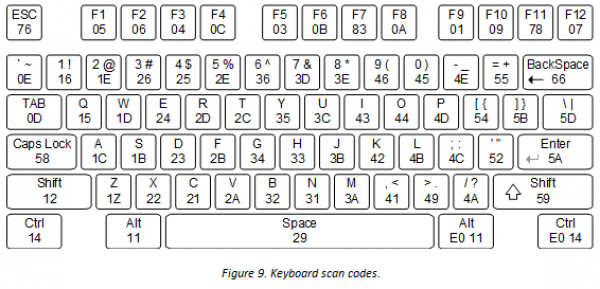 ESC F1 F2 F3 F4 F5 F6 F7 F8 F9 F10 F11 F12
76 05 06 04 0C 03 0B 83 0A 01 09 78 07
` ~ 1 ! 2 @ 3 # 4 $ 5 % 6 ^ 7 & 8 * 9 ( 0 ) - _ = + BackSpace
0E 16 1E 26 25 2E 36 3D 3E 46 45 4E 55 ← 66
TAB Q W E R T Y U I O P [ { ] } \ |
0D 15 1D 24 2D 2C 35 3C 43 44 4D 54 5B 5D
Caps Lock A S D F G H J K L ; : ' " Enter
58 1C 1B 23 2B 34 33 3B 42 4B 4C 52 ↵ 5A
Shift Z X C V B N M , < > . / ? ⇧ Shift
12 1Z 22 21 2A 32 31 3A 41 49 4A 59
Ctrl Alt Space Alt Ctrl
14 11 29 E0 11 E0 14
Figure 9. Keyboard scan codes.